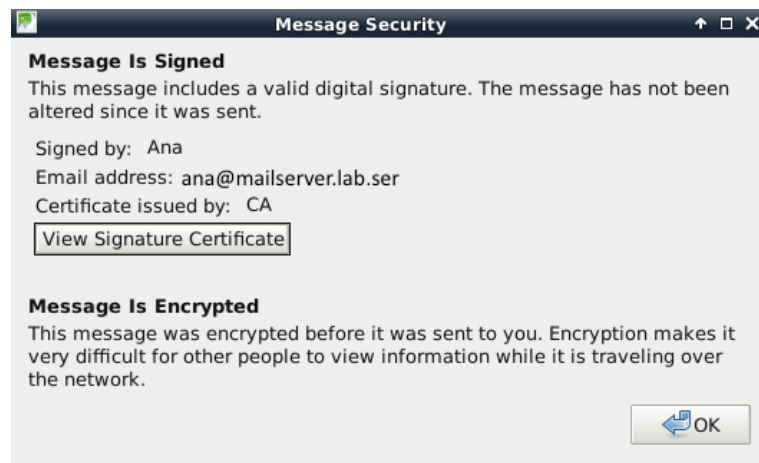 Message Security
Message Is Signed
This message includes a valid digital signature. The message has not been
altered since it was sent.
Signed by: Ana
Email address: ana@mailserver.lab.ser
Certificate issued by: CA
View Signature Certificate
Message Is Encrypted
This message was encrypted before it was sent to you. Encryption makes it
very difficult for other people to view information while it is traveling over
the network.
OK